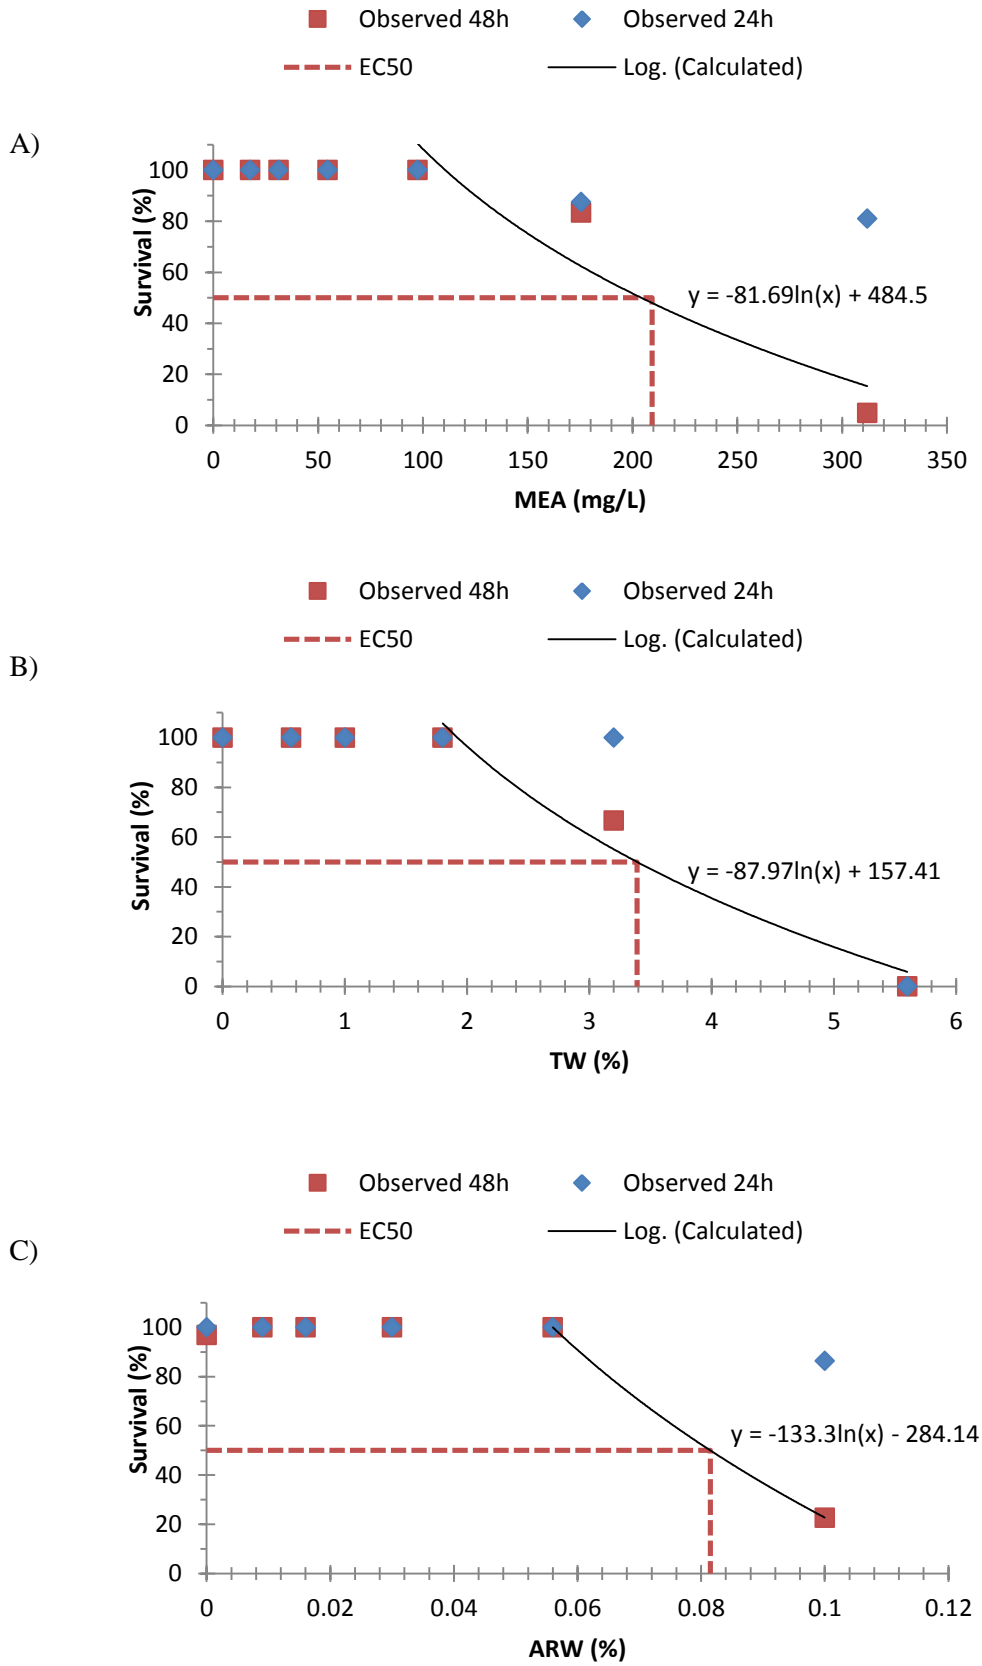 Observed 48h Observed 24h
EC50 Log. (Calculated)
A)
Survival (%)
100
80
60
40
20
0
y = -81.69ln(x) + 484.5
0 50 100 150 200 250 300 350
MEA (mg/L)
Observed 48h Observed 24h
EC50 Log. (Calculated)
B)
Survival (%)
100
80
60
40
20
0
y = -87.97ln(x) + 157.41
0 1 2 3 4 5 6
TW (%)
Observed 48h Observed 24h
EC50 Log. (Calculated)
C)
Survival (%)
100
80
60
40
20
0
y = -133.3ln(x) - 284.14
0 0.02 0.04 0.06 0.08 0.1 0.12
ARW (%)